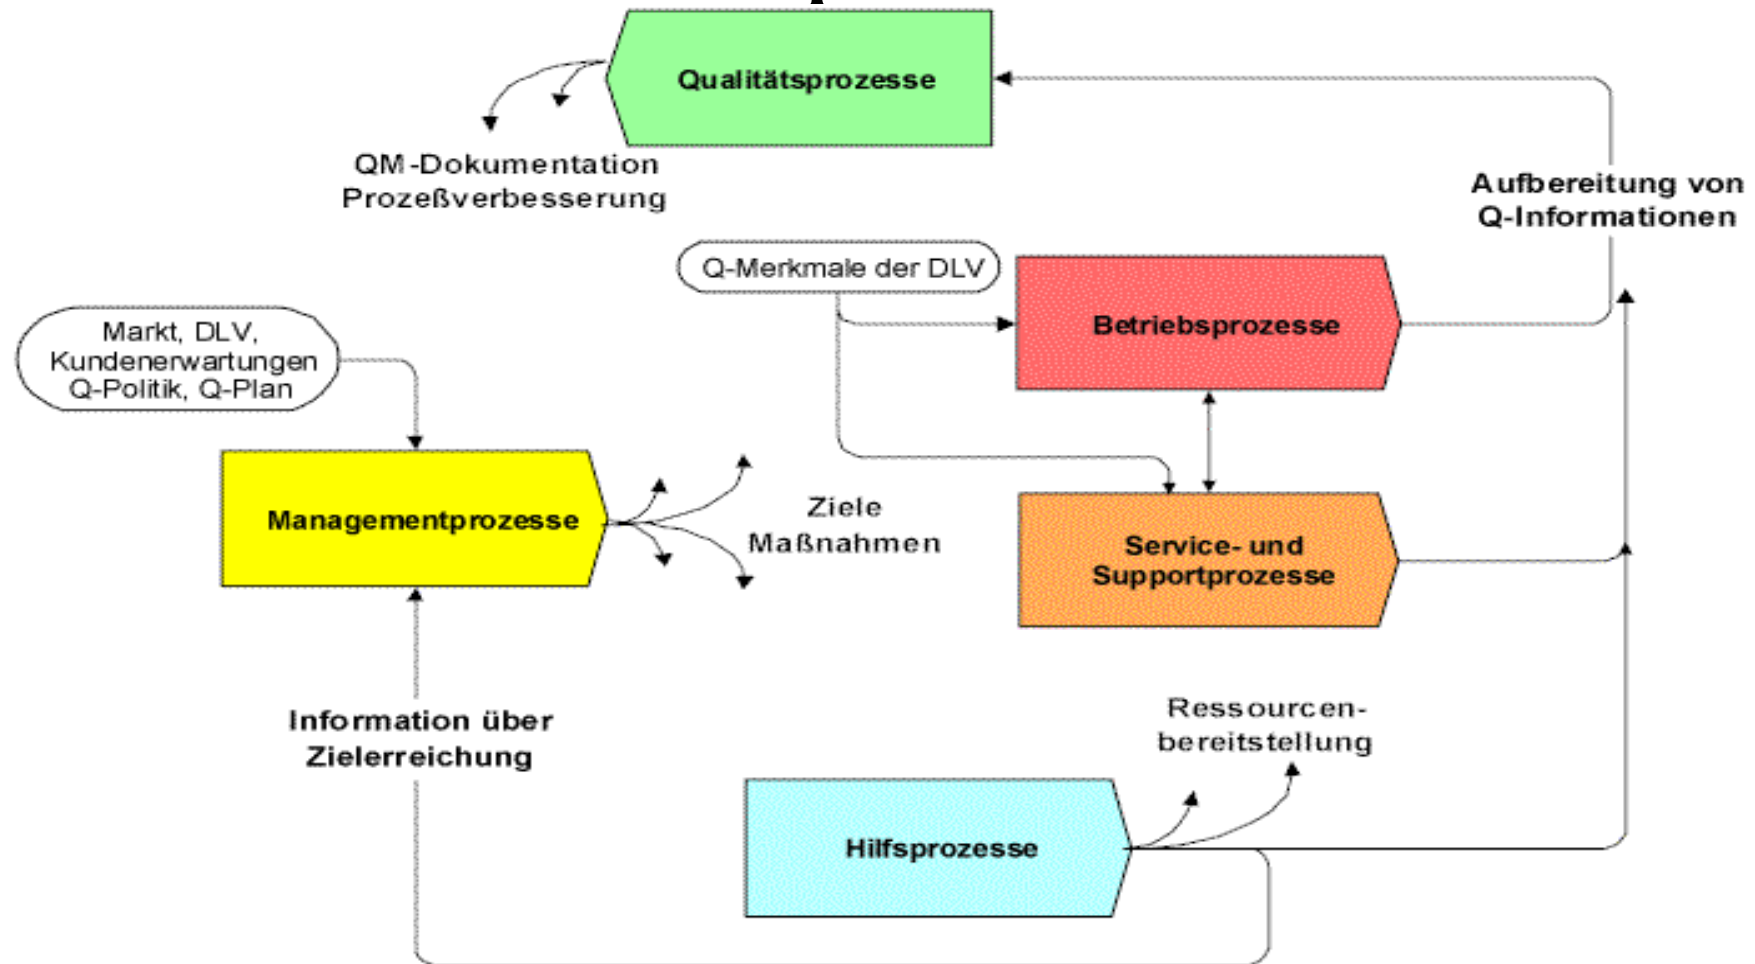 Qualitätsprozesse
QM-Dokumentation
Prozeßverbesserung
Aufbereitung von
Q-Informationen
Q-Merkmale der DLV
Betriebsprozesse
Markt, DLV,
Kundenerwartungen
Q-Politik, Q-Plan
Managementprozesse
Ziele
Maßnahmen
Service- und
Supportprozesse
Information über
Zielerreichung
Ressourcen-
bereitstellung
Hilfsprozesse